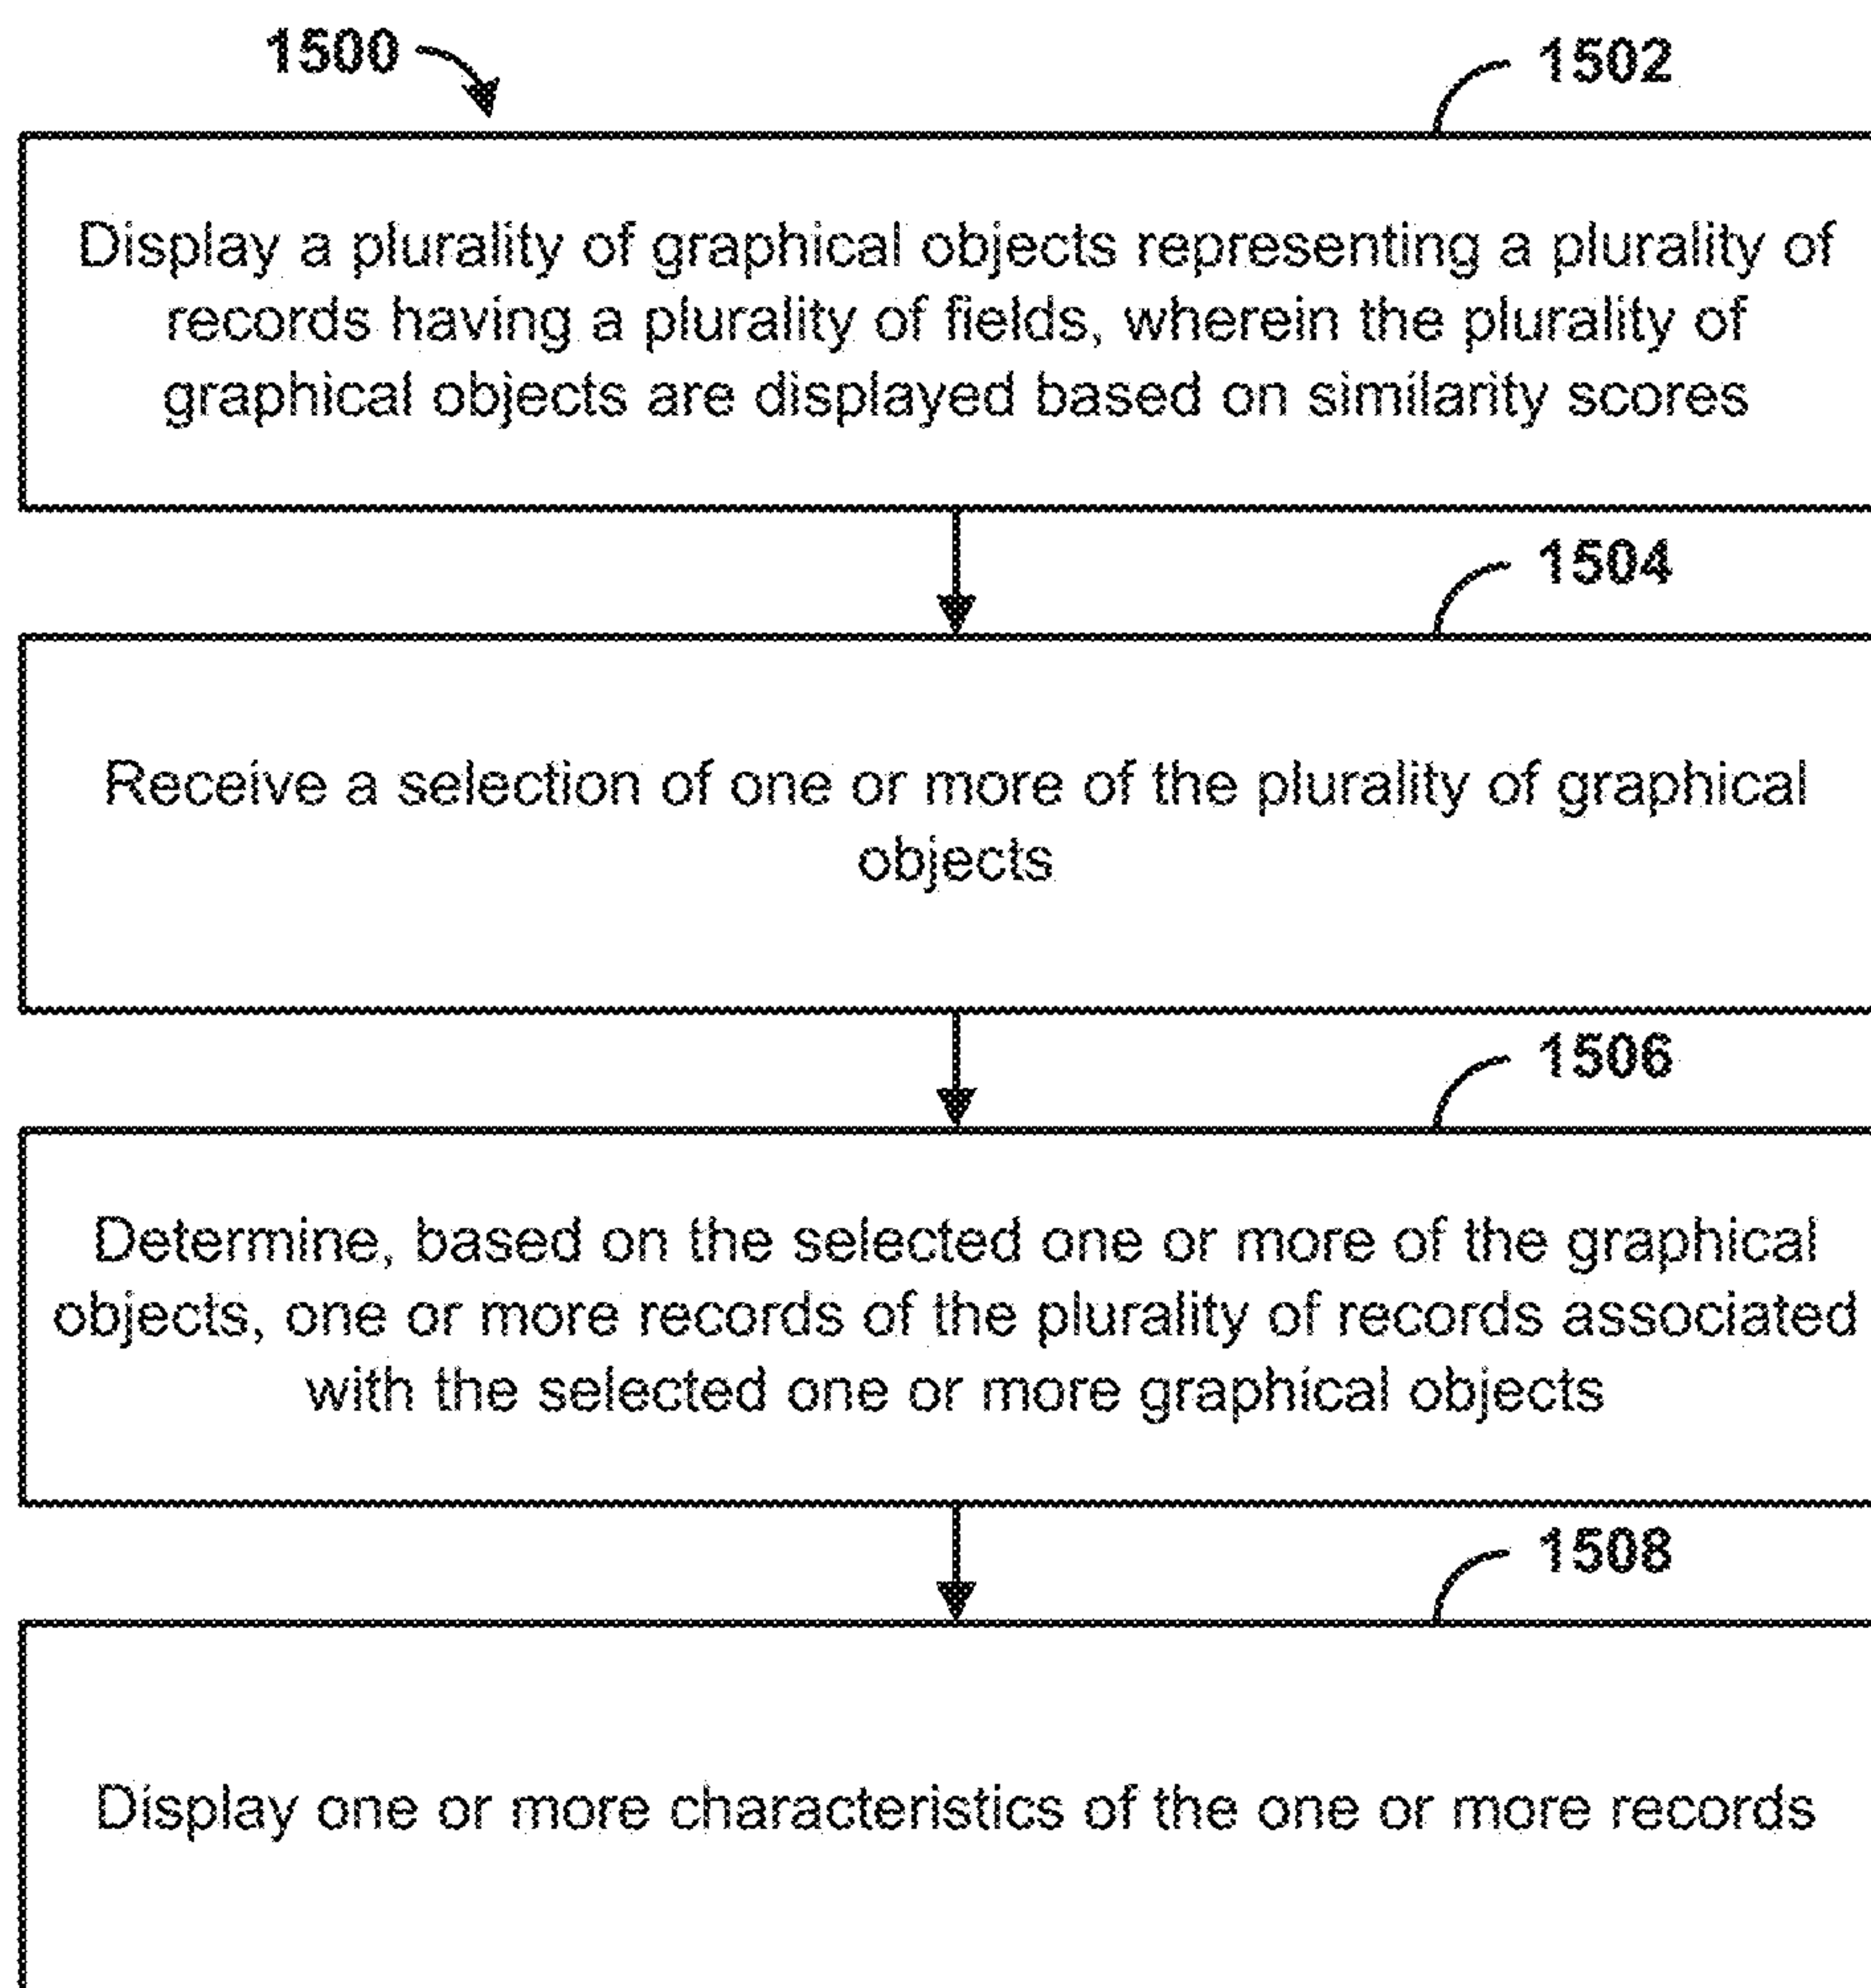 1500
1502
Display a plurality of graphical objects representing a plurality of
records having a plurality of fields, wherein the plurality of
graphical objects are displayed based on similarity scores
1504
Receive a selection of one or more of the plurality of graphical
objects
1506
Determine, based on the selected one or more of the graphical
objects, one or more records of the plurality of records associated
with the selected one or more graphical objects
1508
Display one or more characteristics of the one or more records